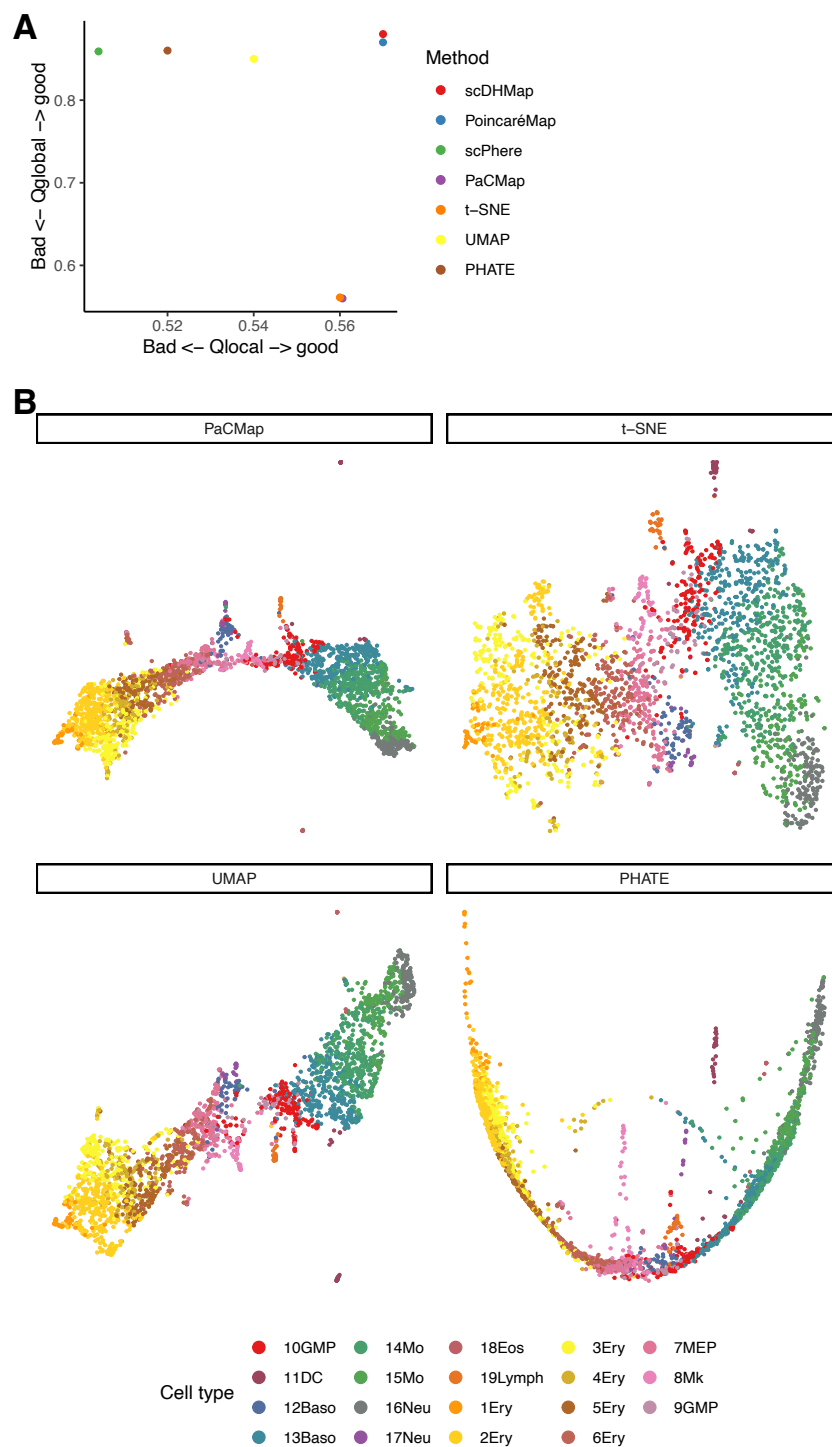 A
Bad <− Qglobal −> good
0.8
0.7
0.6
0.52
0.54
0.56
Bad <− Qlocal −> good
Method
scDHMap
PoincaréMap
scPhere
PaCMap
t−SNE
UMAP
PHATE
B
PaCMap
t−SNE
UMAP
PHATE
Cell type
10GMP
11DC
12Baso
13Baso
14Mo
15Mo
16Neu
17Neu
18Eos
19Lymph
1Ery
2Ery
3Ery
4Ery
5Ery
6Ery
7MEP
8Mk
9GMP